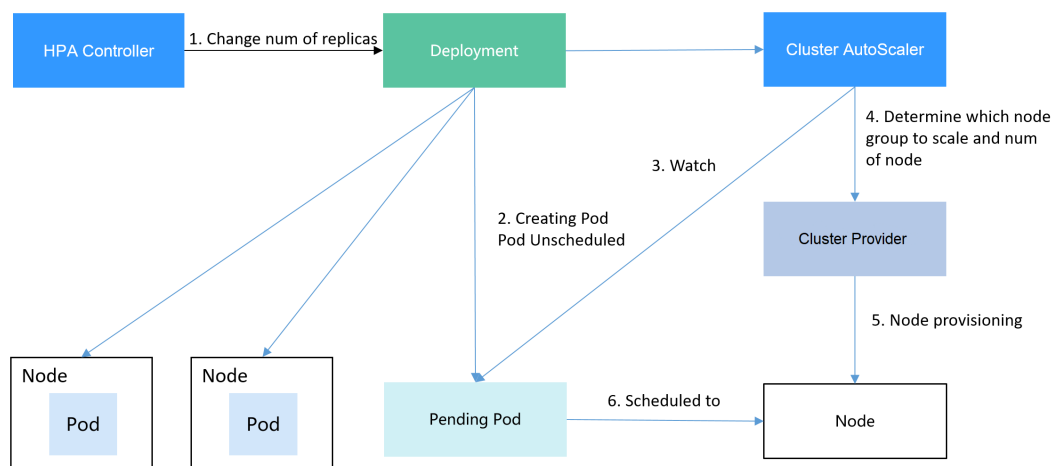 HPA Controller
1. Change num of replicas
Deployment
Cluster AutoScaler
4. Determine which node
group to scale and num
of node
3. Watch
2. Creating Pod
Pod Unscheduled
Cluster Provider
5. Node provisioning
Node
Pod
Node
Pod
Pending Pod
6. Scheduled to
Node